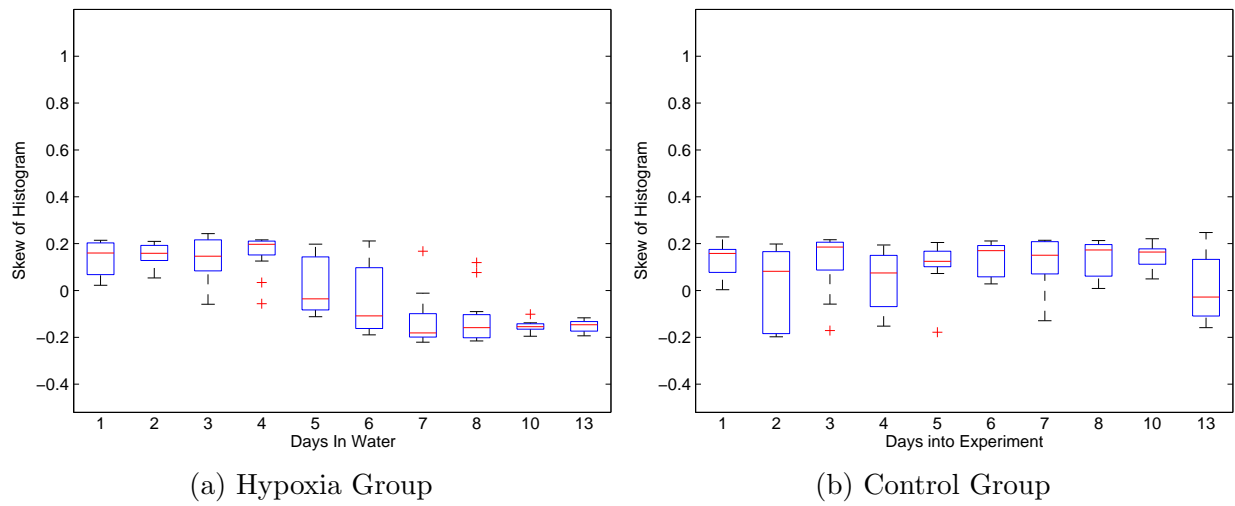 1
0.8
0.6
0.4
0.2
0
−0.2
−0.4
Skew of Histogram
1 2 3 4 5 6 7 8 10 13
Days In Water
(a) Hypoxia Group
1
0.8
0.6
0.4
0.2
0
−0.2
−0.4
Skew of Histogram
1 2 3 4 5 6 7 8 10 13
Days into Experiment
(b) Control Group